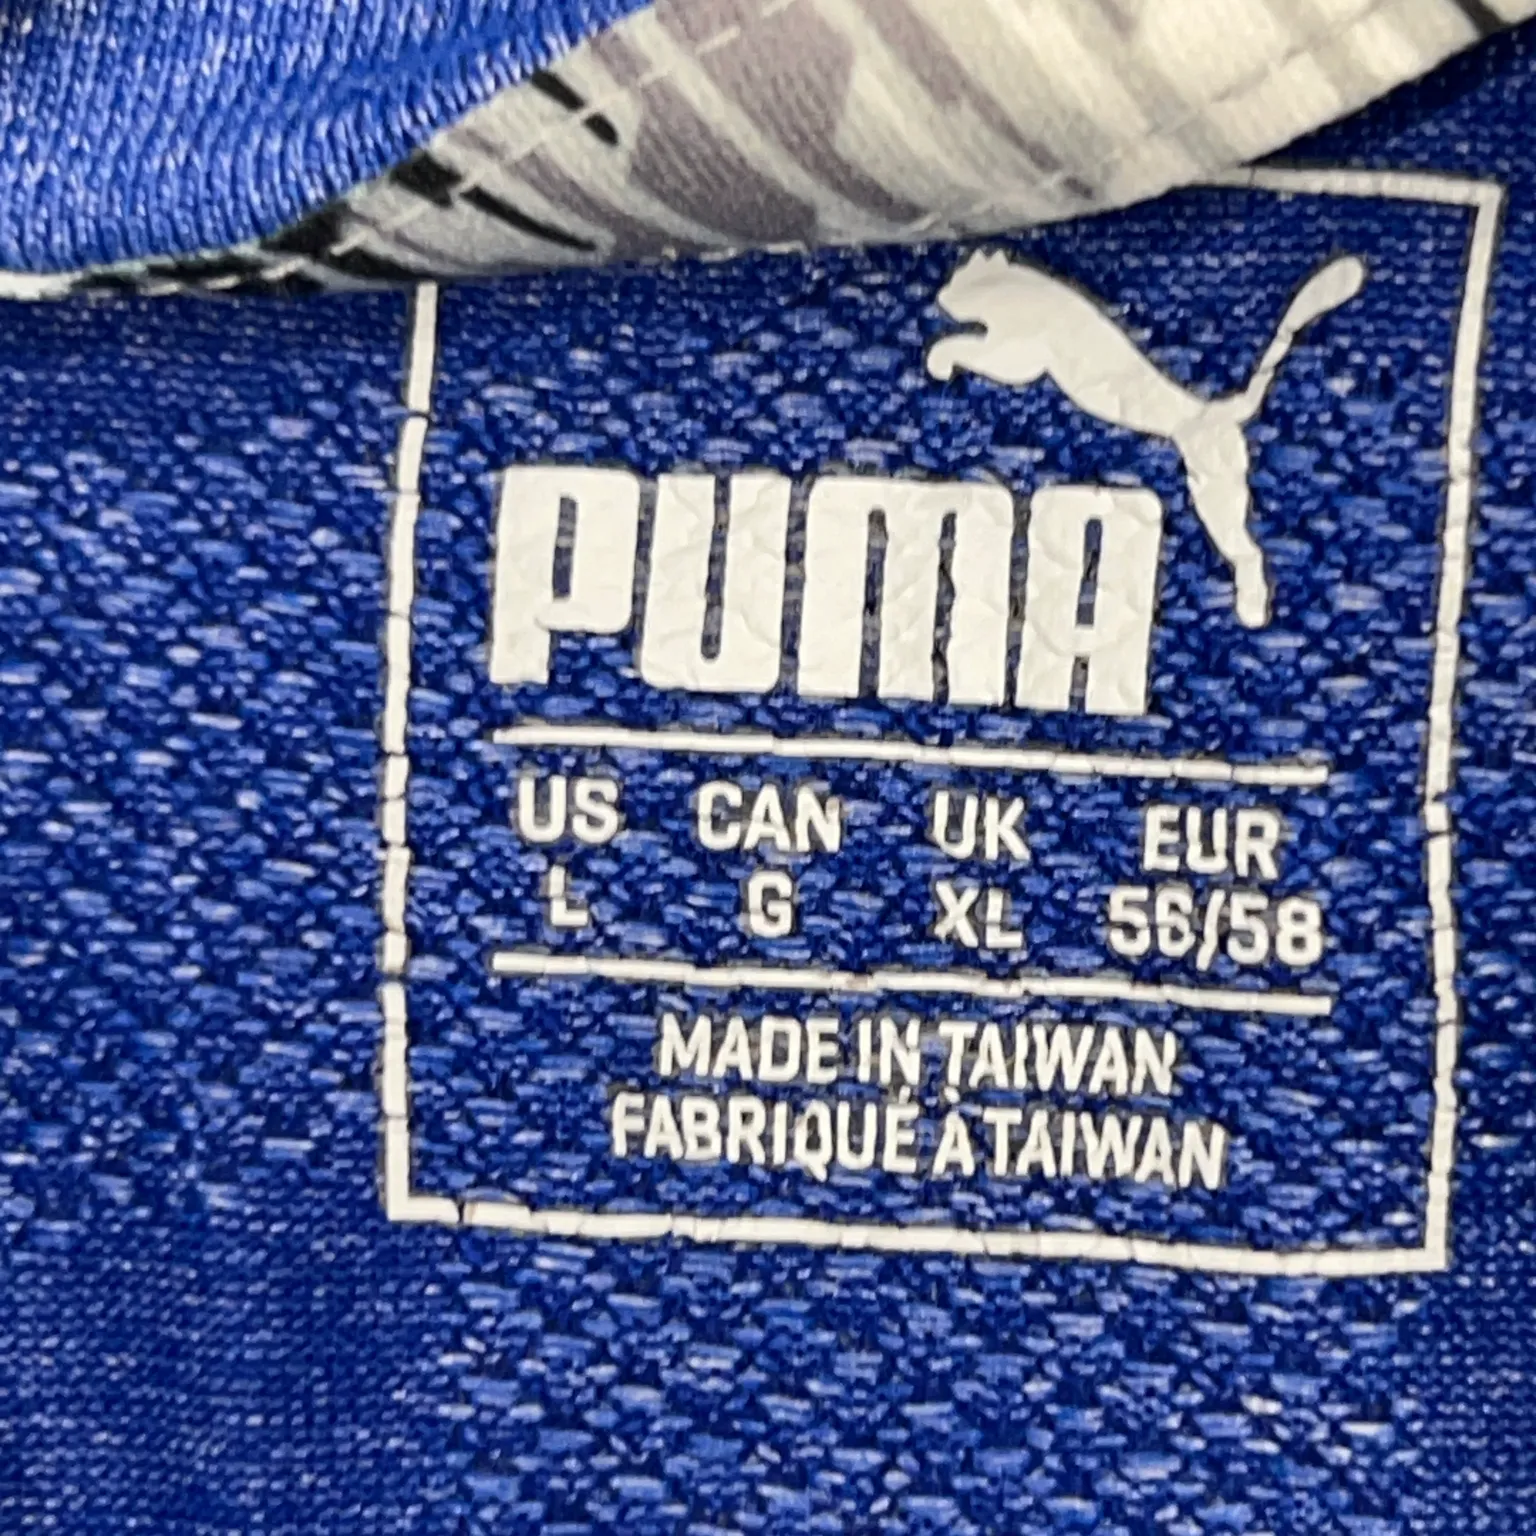 PUMA
US CAN UK EUR
L G XL 56/58
MADE IN TAIWAN
FABRIQUÉ À TAIWAN